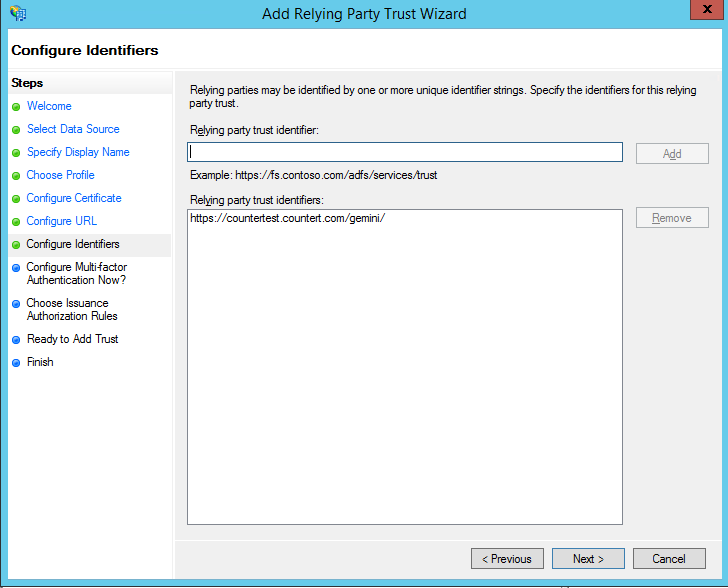 Add Relying Party Trust Wizard
x
Configure Identifiers
Steps
Welcome
Select Data Source
Specify Display Name
Choose Profile
Configure Certificate
Configure URL
Configure Identifiers
Configure Multi-factor
Authentication Now?
Choose Issuance
Authorization Rules
Ready to Add Trust
Finish
Relying parties may be identified by one or more unique identifier strings. Specify the identifiers for this relying
party trust.
Relying party trust identifier:
Add
Example: https://fs.contoso.com/adfs/services/trust
Relying party trust identifiers:
https://countertest.countert.com/gemini/
Remove
< Previous
Next >
Cancel